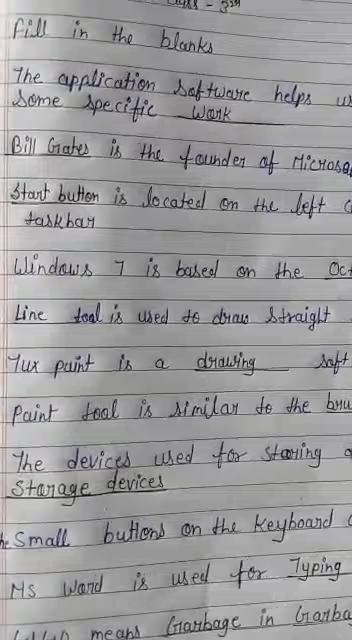 Fill in the blanks
The application software helps us
some specific work
Bill Gates is the founder of Microso
Start button is located on the left
taskbar
Windows 7 is based on the Oct
Line tool is used to draw straight
Tux paint is a drawing soft
Paint tool is similar to the bru
The devices used for storing
Storage devices
Small buttons on the Keyboard
Ms Word is used for Typing
means Garbage in Garba